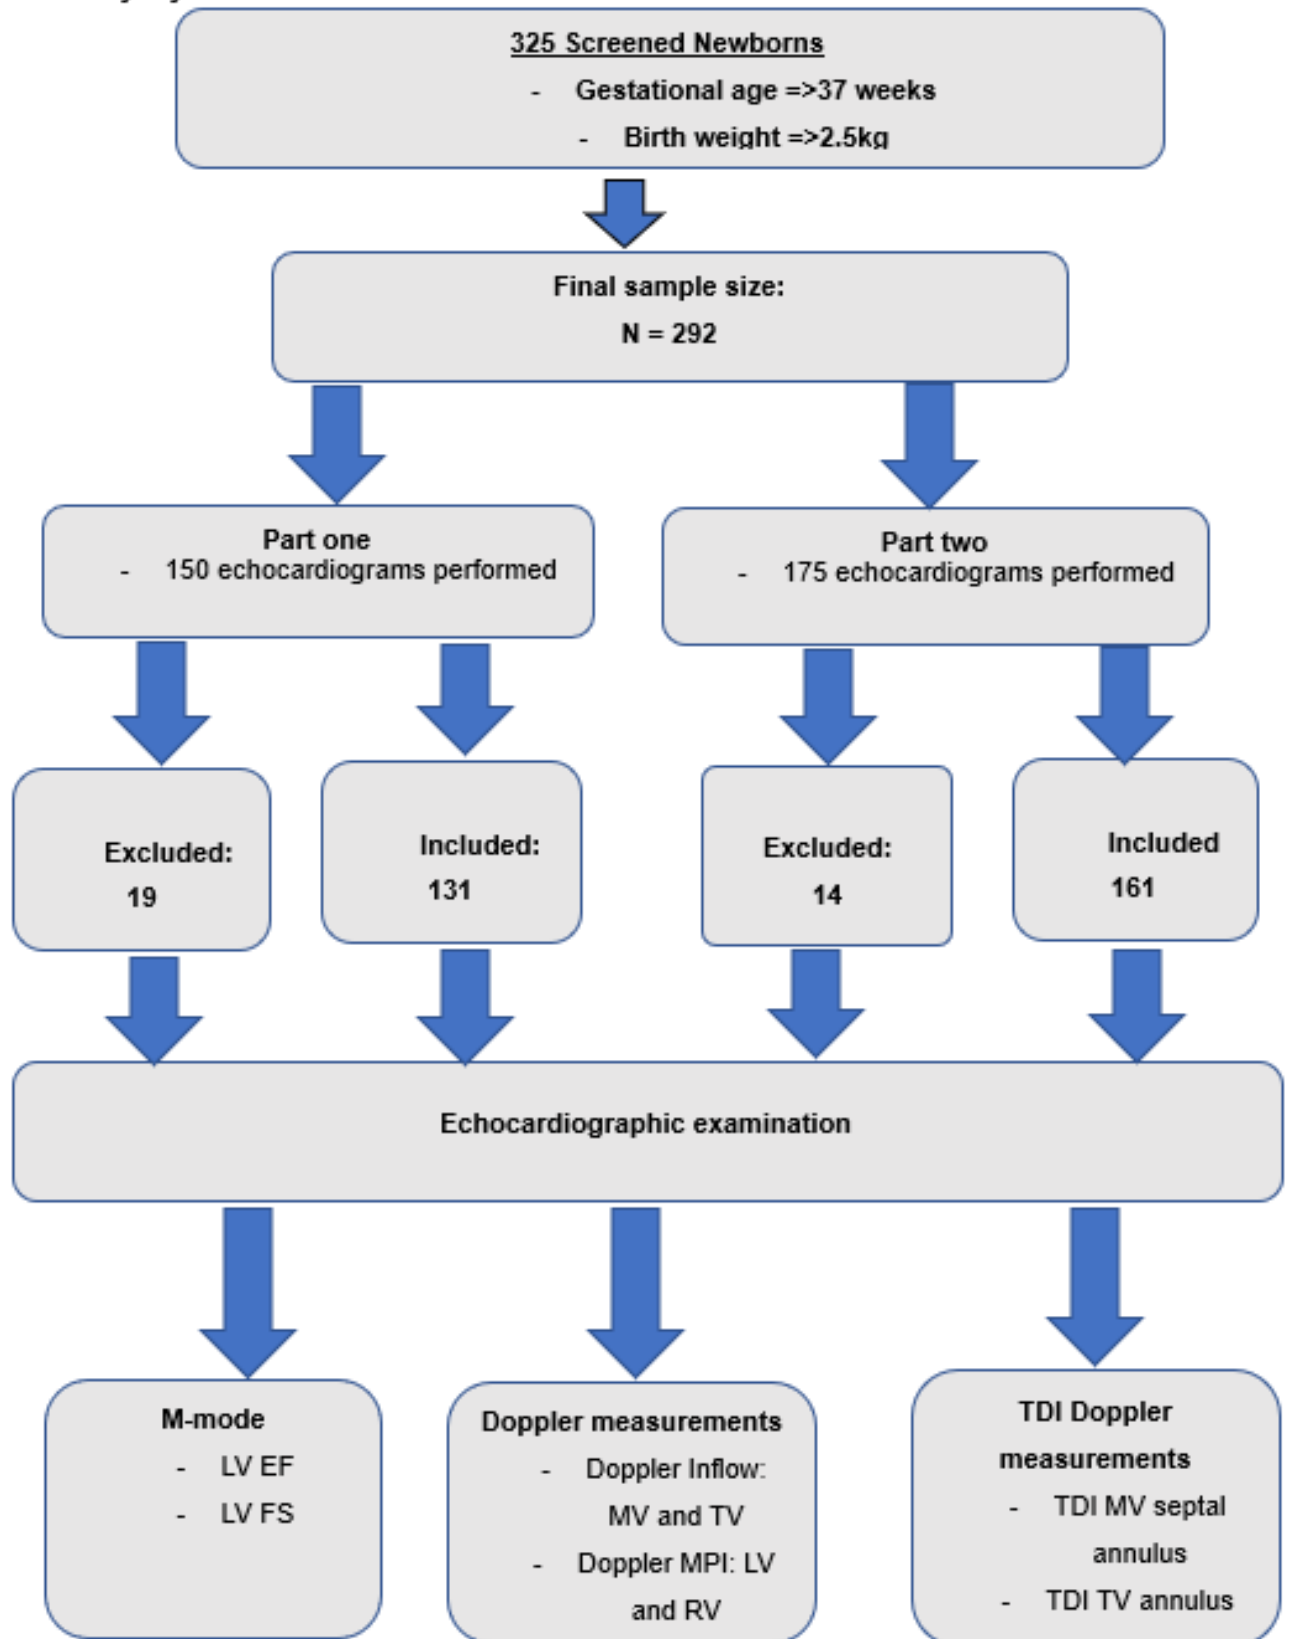 325 Screened Newborns
- Gestational age =>37 weeks
- Birth weight =>2.5kg
Final sample size:
N = 292
Part one
- 150 echocardiograms performed
Part two
- 175 echocardiograms performed
Excluded:
19
Included:
131
Excluded:
14
Included
161
Echocardiographic examination
M-mode
- LV EF
- LV FS
Doppler measurements
- Doppler Inflow:
MV and TV
- Doppler MPI: LV
and RV
TDI Doppler
measurements
- TDI MV septal
annulus
- TDI TV annulus